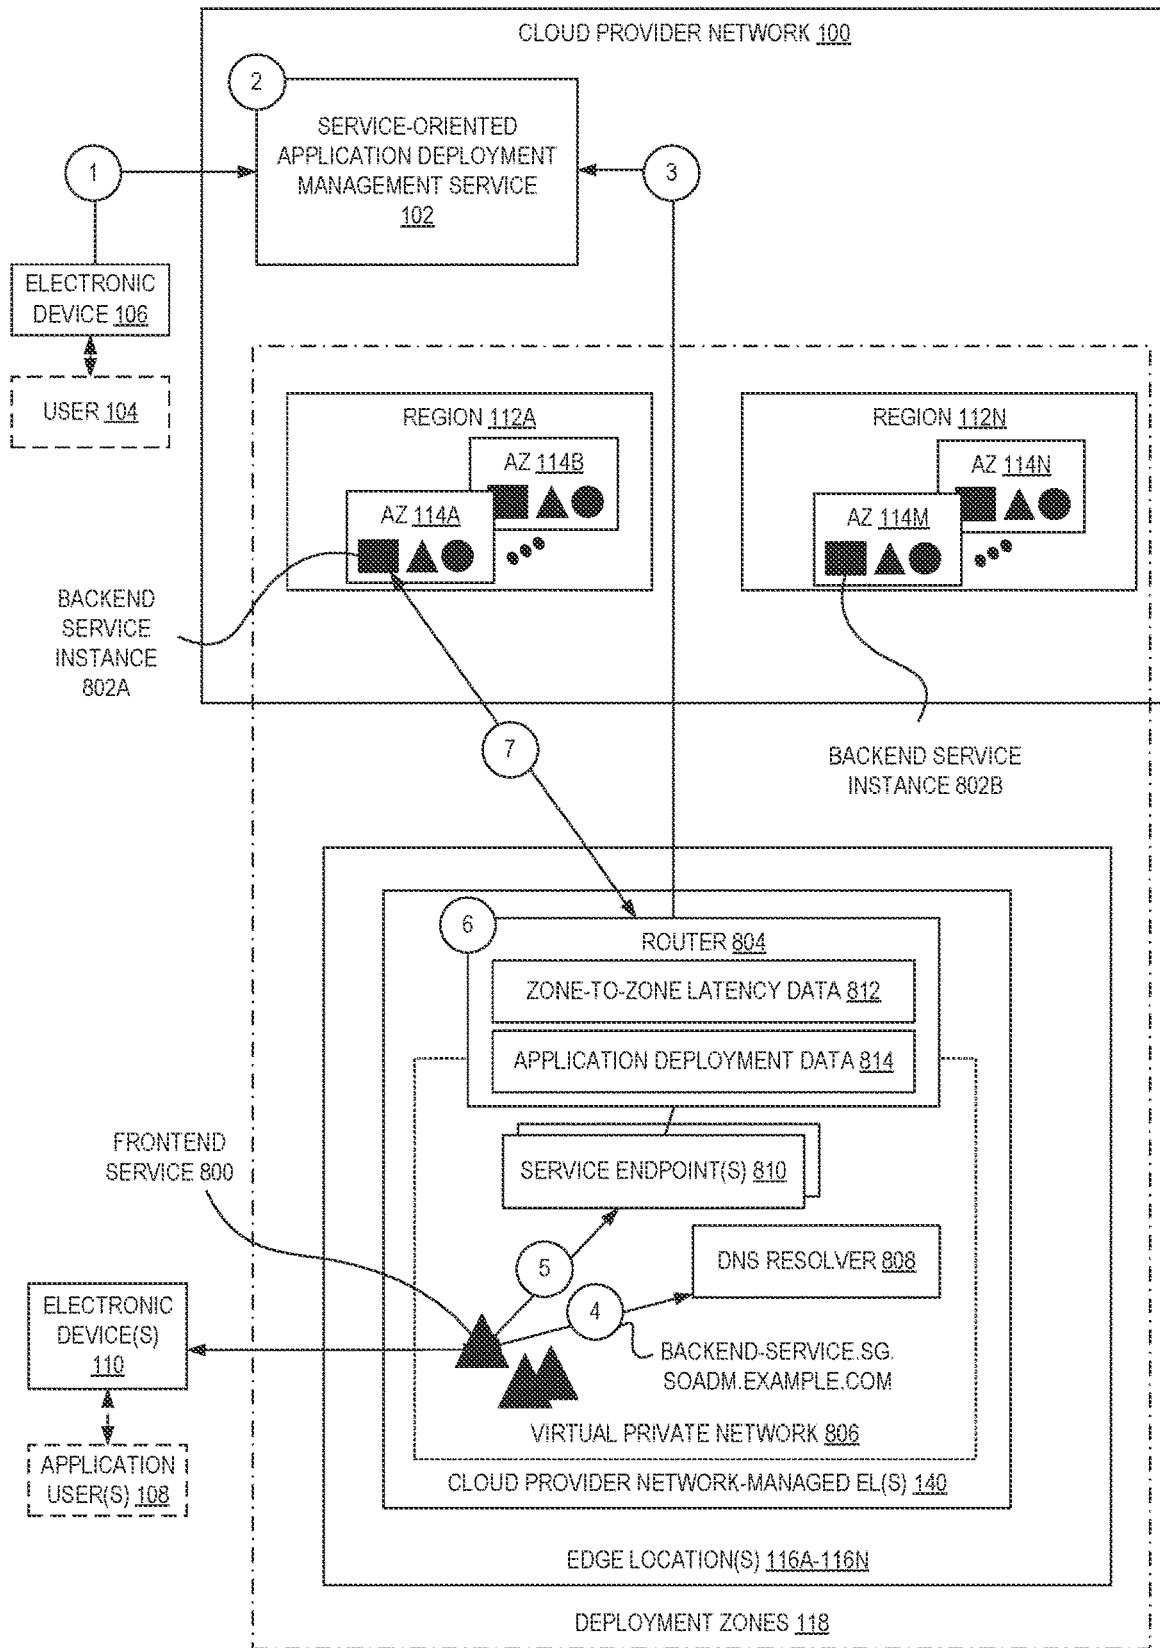 CLOUD PROVIDER NETWORK 100
2
SERVICE-ORIENTED
APPLICATION DEPLOYMENT
MANAGEMENT SERVICE
102
1
3
ELECTRONIC
DEVICE 106
USER 104
REGION 112A
AZ 114B
AZ 114A
REGION 112N
AZ 114N
AZ 114M
BACKEND
SERVICE
INSTANCE
802A
7
BACKEND SERVICE
INSTANCE 802B
6
ROUTER 804
ZONE-TO-ZONE LATENCY DATA 812
APPLICATION DEPLOYMENT DATA 814
FRONTEND
SERVICE 800
SERVICE ENDPOINT(S) 810
5
DNS RESOLVER 808
4
ELECTRONIC
DEVICE(S)
110
BACKEND-SERVICE.SG.
SOADM.EXAMPLE.COM
VIRTUAL PRIVATE NETWORK 806
APPLICATION
USER(S) 108
CLOUD PROVIDER NETWORK-MANAGED EL(S) 140
EDGE LOCATION(S) 116A-116N
DEPLOYMENT ZONES 118